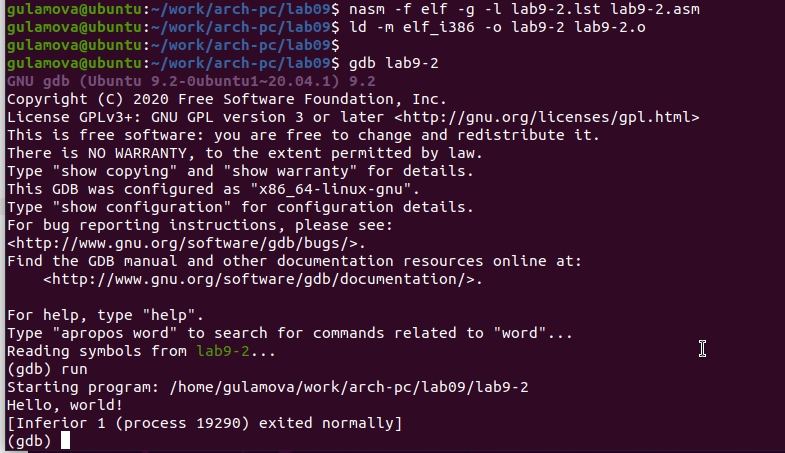 gulamova@ubuntu:~/work/arch-pc/lab09$ nasm -f elf -g -l lab9-2.lst lab9-2.asm
gulamova@ubuntu:~/work/arch-pc/lab09$ ld -m elf_i386 -o lab9-2 lab9-2.o
gulamova@ubuntu:~/work/arch-pc/lab09$
gulamova@ubuntu:~/work/arch-pc/lab09$ gdb lab9-2
GNU gdb (Ubuntu 9.2-0ubuntu1~20.04.1) 9.2
Copyright (C) 2020 Free Software Foundation, Inc.
License GPLv3+: GNU GPL version 3 or later <http://gnu.org/licenses/gpl.html>
This is free software: you are free to change and redistribute it.
There is NO WARRANTY, to the extent permitted by law.
Type "show copying" and "show warranty" for details.
This GDB was configured as "x86_64-linux-gnu".
Type "show configuration" for configuration details.
For bug reporting instructions, please see:
<http://www.gnu.org/software/gdb/bugs/>.
Find the GDB manual and other documentation resources online at:
    <http://www.gnu.org/software/gdb/documentation/>.

For help, type "help".
Type "apropos word" to search for commands related to "word"...
Reading symbols from lab9-2...
(gdb) run
Starting program: /home/gulamova/work/arch-pc/lab09/lab9-2
Hello, world!
[Inferior 1 (process 19290) exited normally]
(gdb)